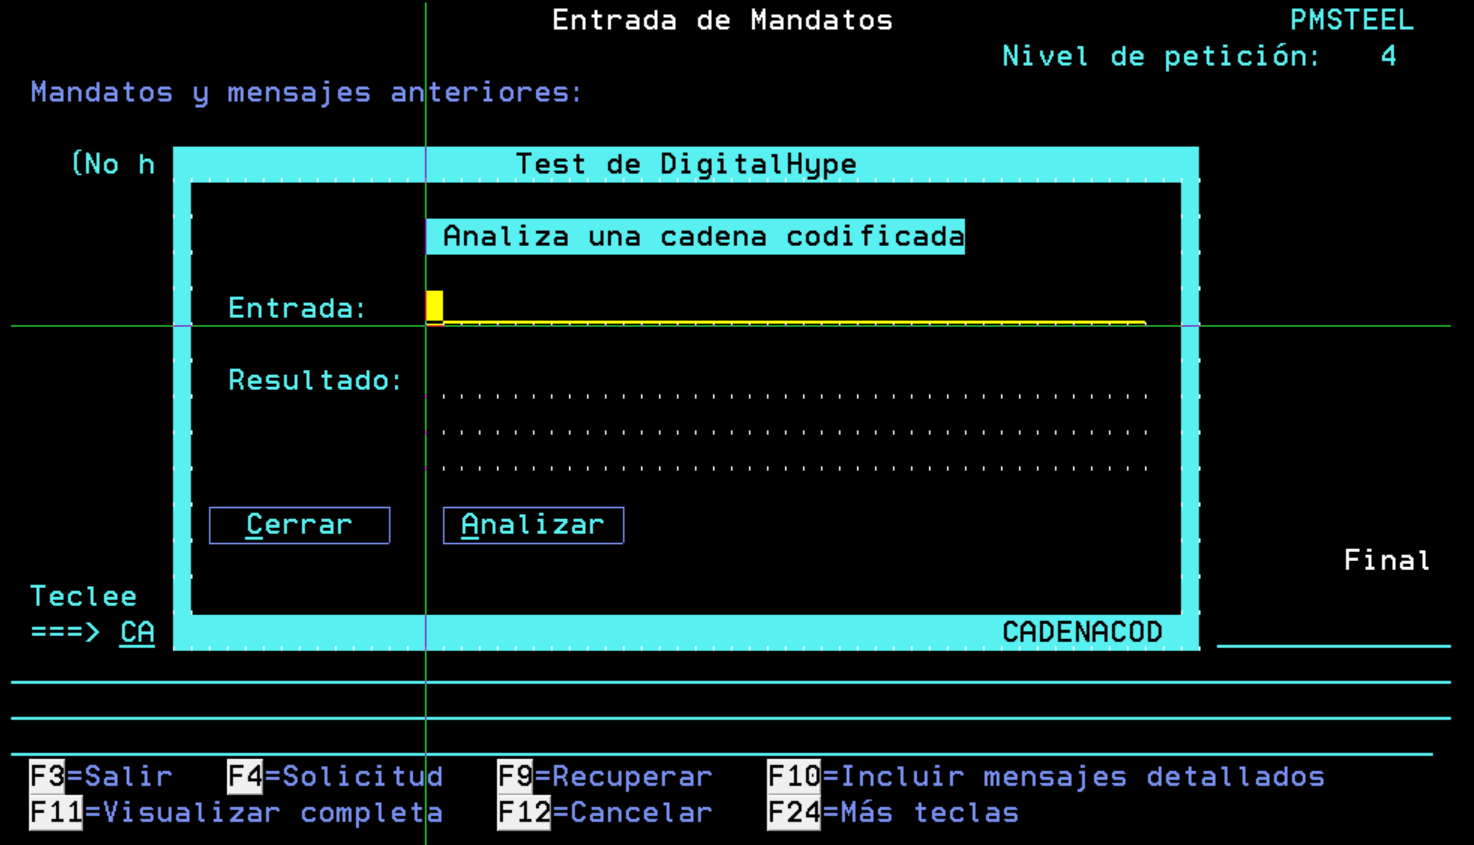 Entrada de Mandatos PMSTEEL
Nivel de petición: 4
Mandatos y mensajes anteriores:
(No h Test de DigitalHype
Analiza una cadena codificada
Entrada:
Resultado:
Cerrar Analizar
Final
Teclee
===> CA CADENACOD
F3=Salir F4=Solicitud F9=Recuperar F10=Incluir mensajes detallados
F11=Visualizar completa F12=Cancelar F24=Más teclas